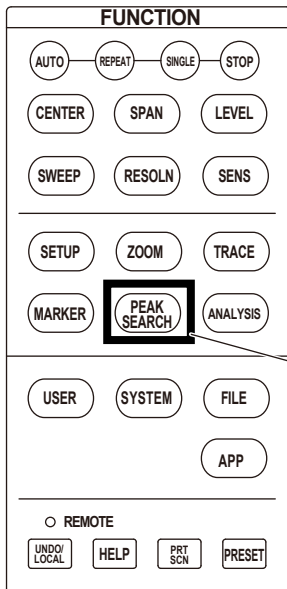 FUNCTION
AUTO REPEAT SINGLE STOP
CENTER SPAN LEVEL
SWEEP RESOLN SENS
SETUP ZOOM TRACE
MARKER PEAK SEARCH ANALYSIS
USER SYSTEM FILE
APP
REMOTE
UNDO/ LOCAL HELP PRT SCN PRESET